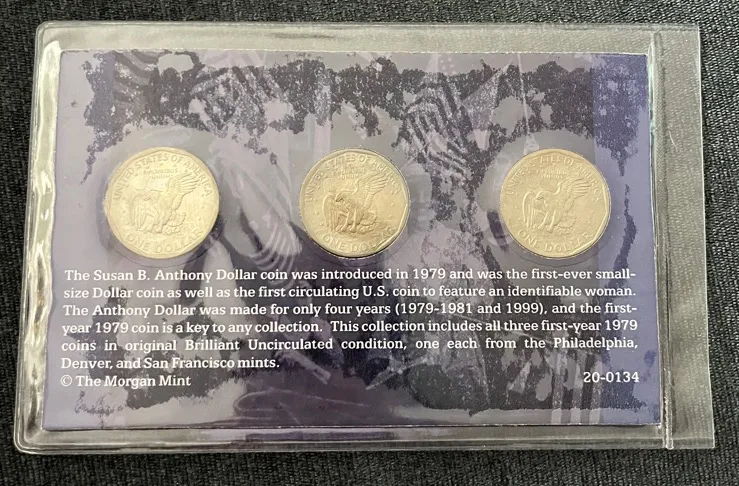 UNITED STATES OF AMERICA
ONE DOLLAR
UNITED STATES OF AMERICA
ONE DOLLAR
UNITED STATES OF AMERICA
ONE DOLLAR
The Susan B. Anthony Dollar coin was introduced in 1979 and was the first-ever small-
size Dollar coin as well as the first circulating U.S. coin to feature an identifiable woman.
The Anthony Dollar was made for only four years (1979-1981 and 1999), and the first-
year 1979 coin is a key to any collection. This collection includes all three first-year 1979
coins in original Brilliant Uncirculated condition, one each from the Philadelphia,
Denver, and San Francisco mints.
© The Morgan Mint
20-0134